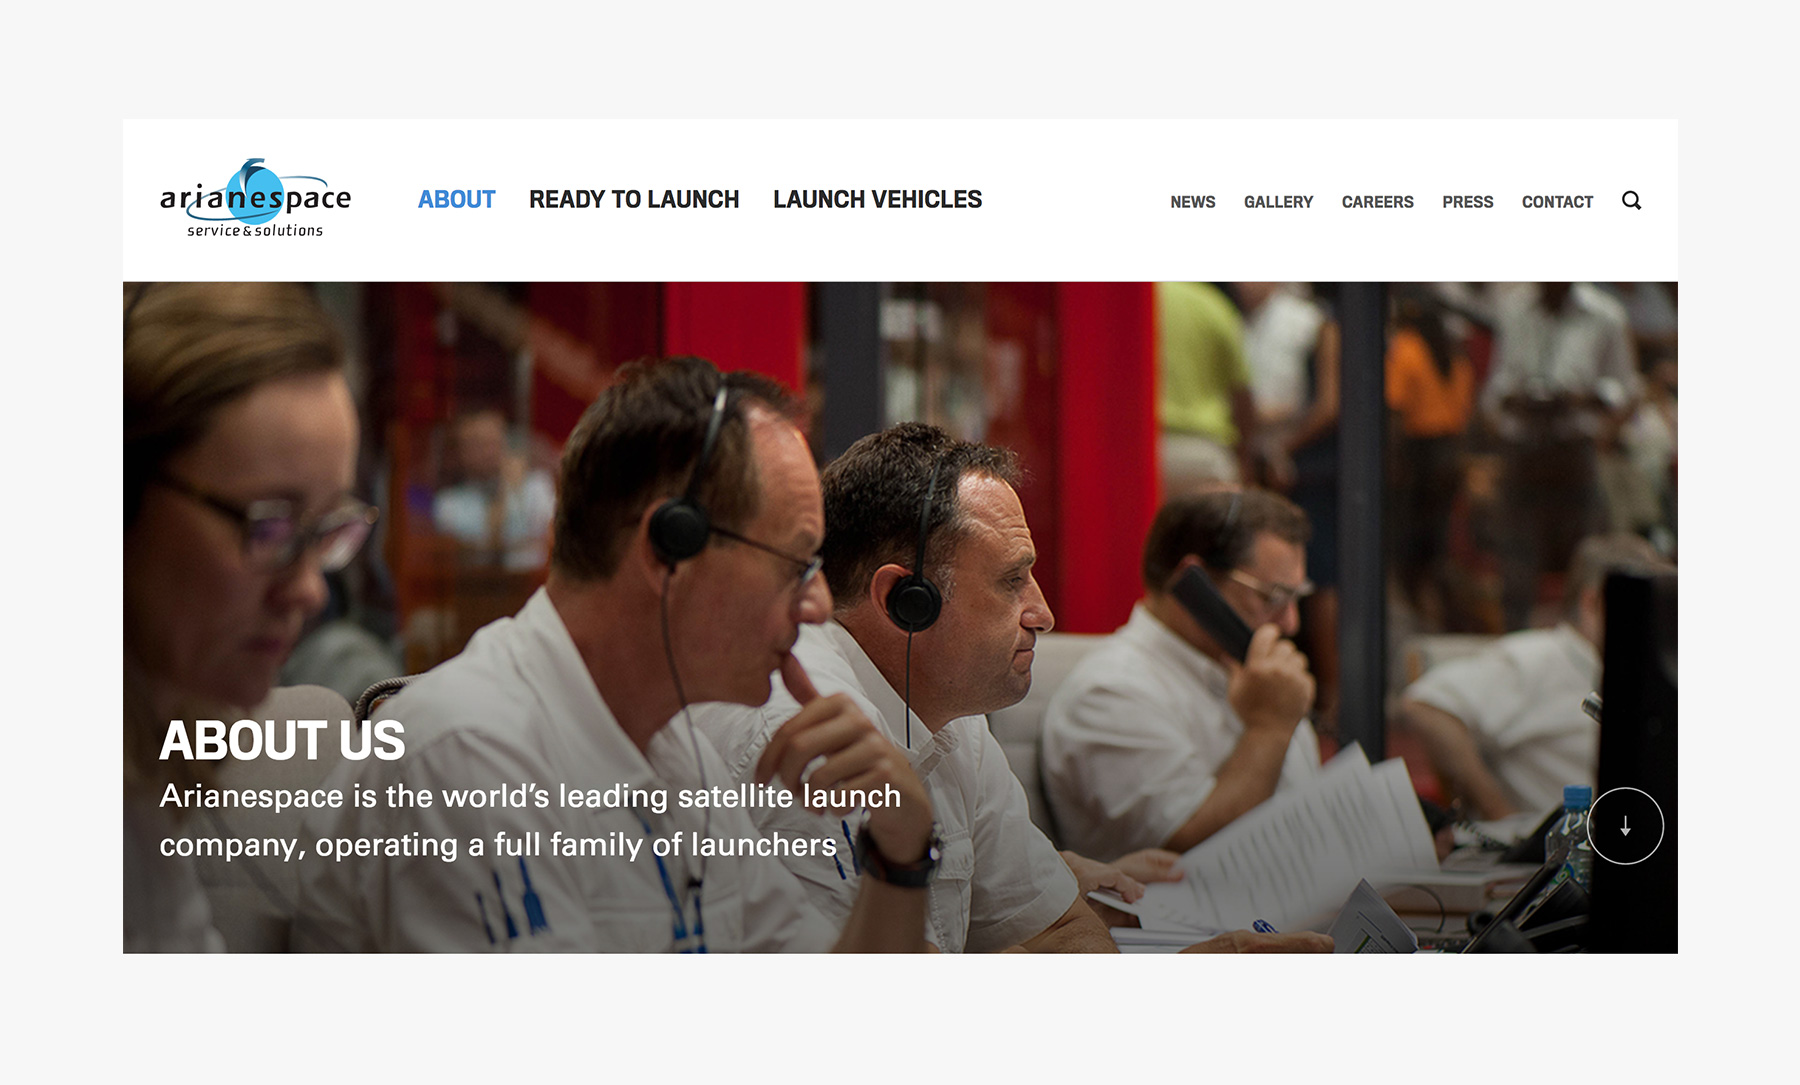 arianespace
service & solutions
ABOUT
READY TO LAUNCH
LAUNCH VEHICLES
NEWS
GALLERY
CAREERS
PRESS
CONTACT
ABOUT US
Arianespace is the world’s leading satellite launch
company, operating a full family of launchers